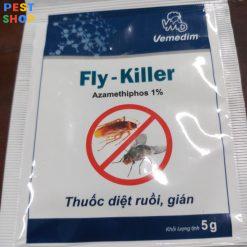 PEST
SHOP
Vemedim
Fly-Killer
Azamethiphos 1%
Thuốc diệt ruồi, gián
Khối lượng tịnh 5g